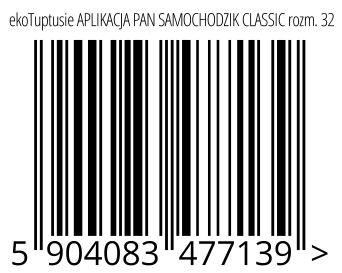 ekoTuptusie APLIKACJA PAN SAMOCHODZIK CLASSIC rozm. 32
5 904083 477139 >